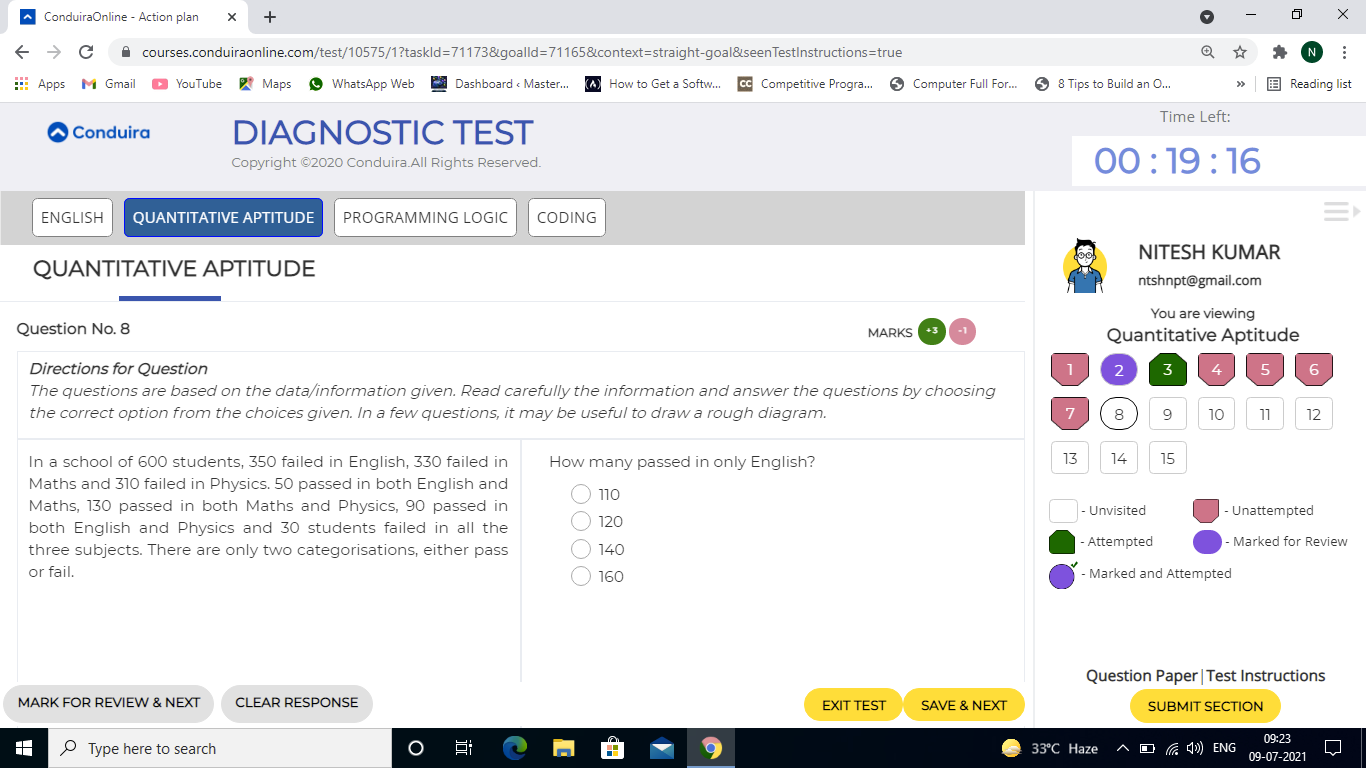 ConduiraOnline - Action plan
courses.conduiraonline.com/test/10575/1?taskId=71173&goalId=71165&context=straight-goal&seenTestInstructions=true
N
Apps
Gmail
YouTube
Maps
WhatsApp Web
Dashboard ‹ Master...
How to Get a Softw...
CC
Competitive Progra...
Computer Full For...
8 Tips to Build an O...
»
Reading list
Conduira
DIAGNOSTIC TEST
Copyright ©2020 Conduira.All Rights Reserved.
Time Left:
00 : 19 : 16
ENGLISH
QUANTITATIVE APTITUDE
PROGRAMMING LOGIC
CODING
QUANTITATIVE APTITUDE
Question No. 8
MARKS +3 -1
Directions for Question
The questions are based on the data/information given. Read carefully the information and answer the questions by choosing
the correct option from the choices given. In a few questions, it may be useful to draw a rough diagram.
In a school of 600 students, 350 failed in English, 330 failed in
Maths and 310 failed in Physics. 50 passed in both English and
Maths, 130 passed in both Maths and Physics, 90 passed in
both English and Physics and 30 students failed in all the
three subjects. There are only two categorisations, either pass
or fail.
How many passed in only English?
110
120
140
160
MARK FOR REVIEW & NEXT
CLEAR RESPONSE
EXIT TEST
SAVE & NEXT
NITESH KUMAR
ntshnpt@gmail.com
You are viewing
Quantitative Aptitude
1 2 3 4 5 6
7 8 9 10 11 12
13 14 15
- Unvisited
- Unattempted
- Attempted
- Marked for Review
- Marked and Attempted
Question Paper|Test Instructions
SUBMIT SECTION
Type here to search
33°C Haze
ENG
09:23
09-07-2021